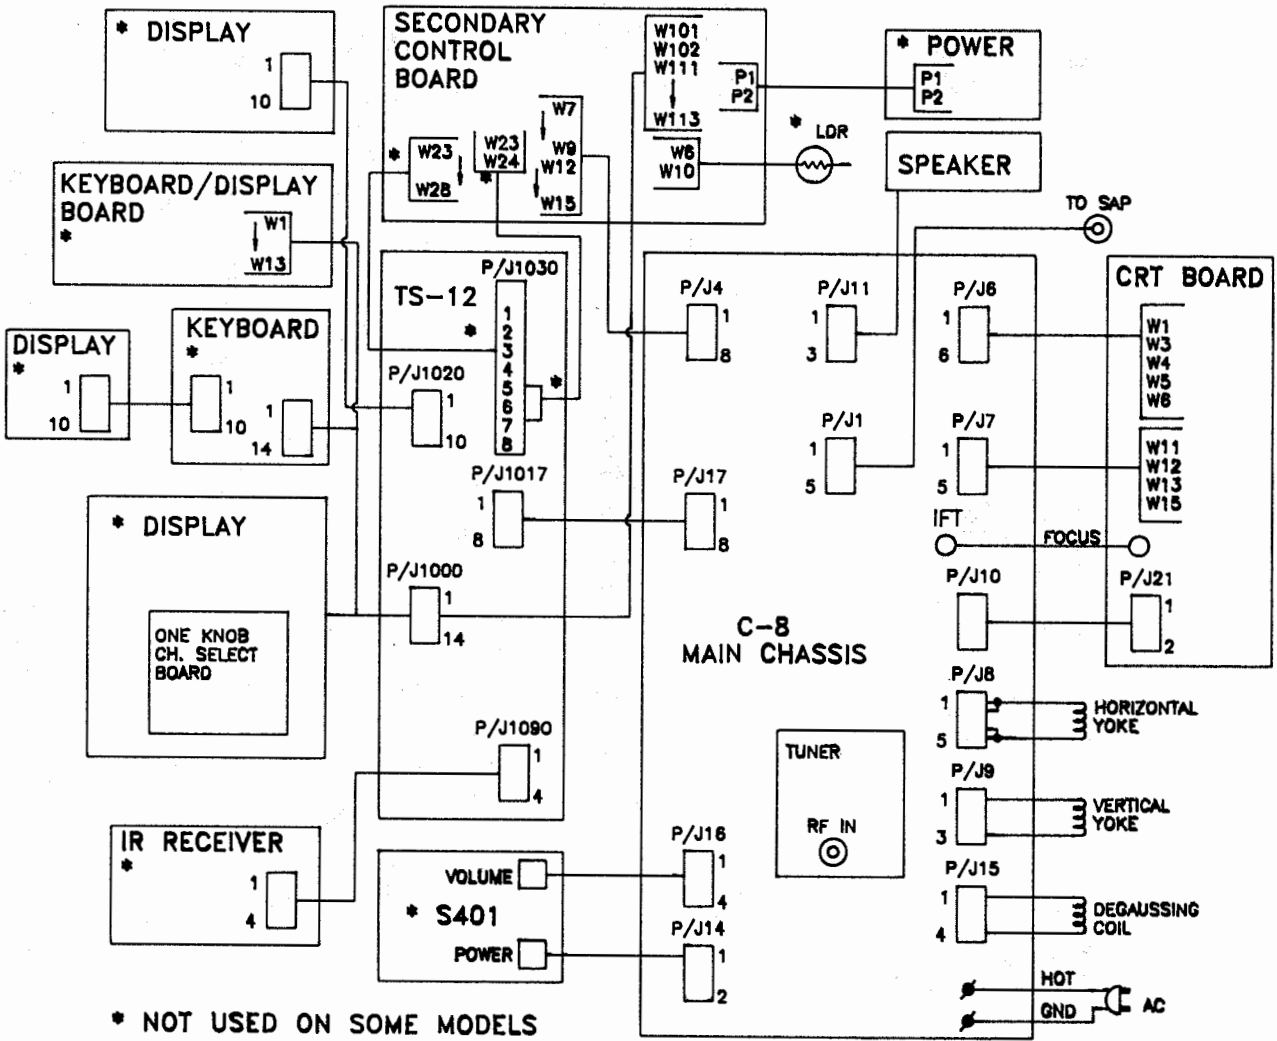 * DISPLAY
1
10
SECONDARY
CONTROL
BOARD
W101
W102
W111
W113
P1
P2
* POWER
P1
P2
W7
W9
W12
W15
* W23
W28
W23
W24
*
W6
W10
* LDR
SPEAKER
TO SAP
KEYBOARD/DISPLAY
BOARD
*
W1
W13
TS-12
*
P/J1030
1
2
3
4
5
6
7
8
*
P/J4
1
8
P/J11
1
3
P/J6
1
6
CRT BOARD
W1
W3
W4
W5
W6
DISPLAY
*
1
10
KEYBOARD
*
1
10
1
14
P/J1020
1
10
P/J1
1
5
P/J7
1
5
W11
W12
W13
W15
P/J1017
1
8
P/J17
1
8
IFT
FOCUS
* DISPLAY
ONE KNOB
CH. SELECT
BOARD
P/J1000
1
14
P/J10
P/J21
1
2
C-8
MAIN CHASSIS
P/J8
1
5
HORIZONTAL
YOKE
P/J1090
1
4
TUNER
RF IN
P/J9
1
3
VERTICAL
YOKE
IR RECEIVER
*
1
4
VOLUME
* S401
POWER
P/J16
1
4
P/J14
1
2
P/J15
1
4
DEGAUSSING
COIL
HOT
GND
AC
* NOT USED ON SOME MODELS